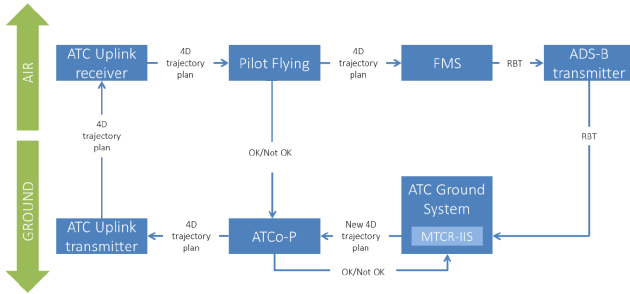 AIR
ATC Uplink
receiver
4D
trajectory
plan
Pilot Flying
4D
trajectory
plan
FMS
RBT
ADS-B
transmitter
4D
trajectory
plan
OK/Not OK
RBT
GROUND
ATC Uplink
transmitter
4D
trajectory
plan
ATCo-P
New 4D
trajectory
plan
ATC Ground
System
MTCR-IIS
OK/Not OK